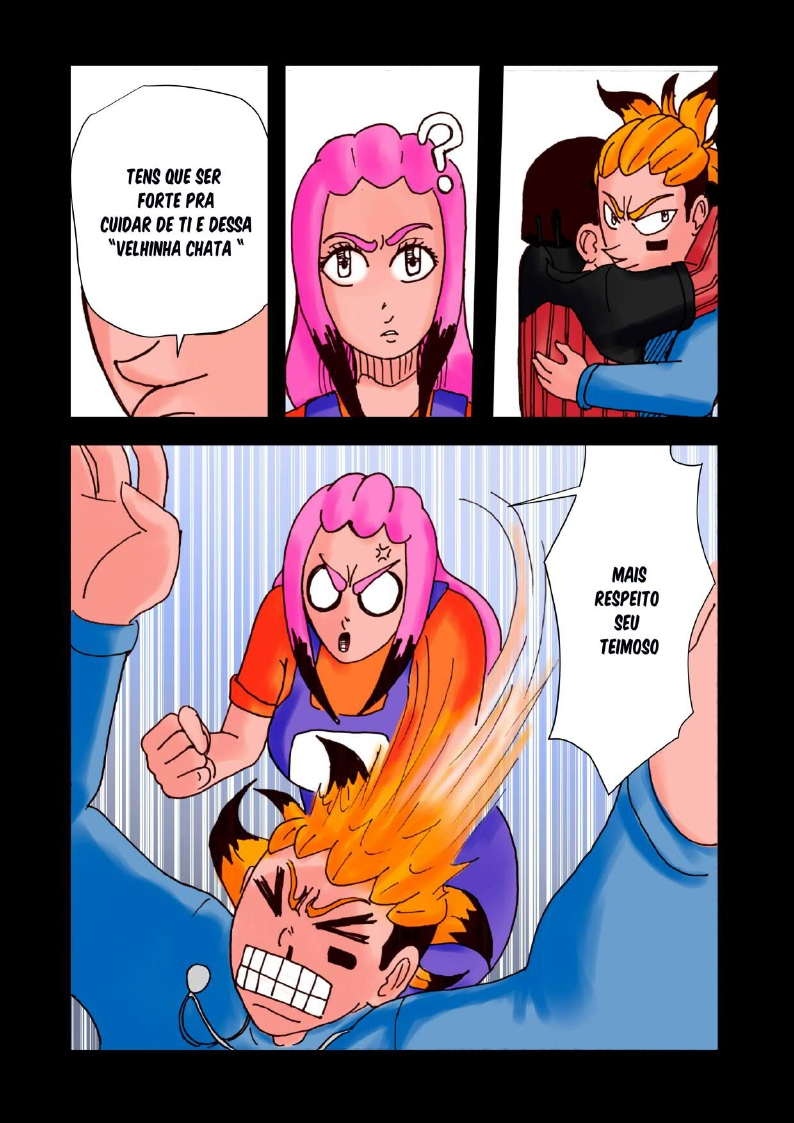 TENS QUE SER
FORTE PRA
CUIDAR DE TI E DESSA
"VELHINHA CHATA "
?
MAIS
RESPEITO
SEU
TEIMOSO